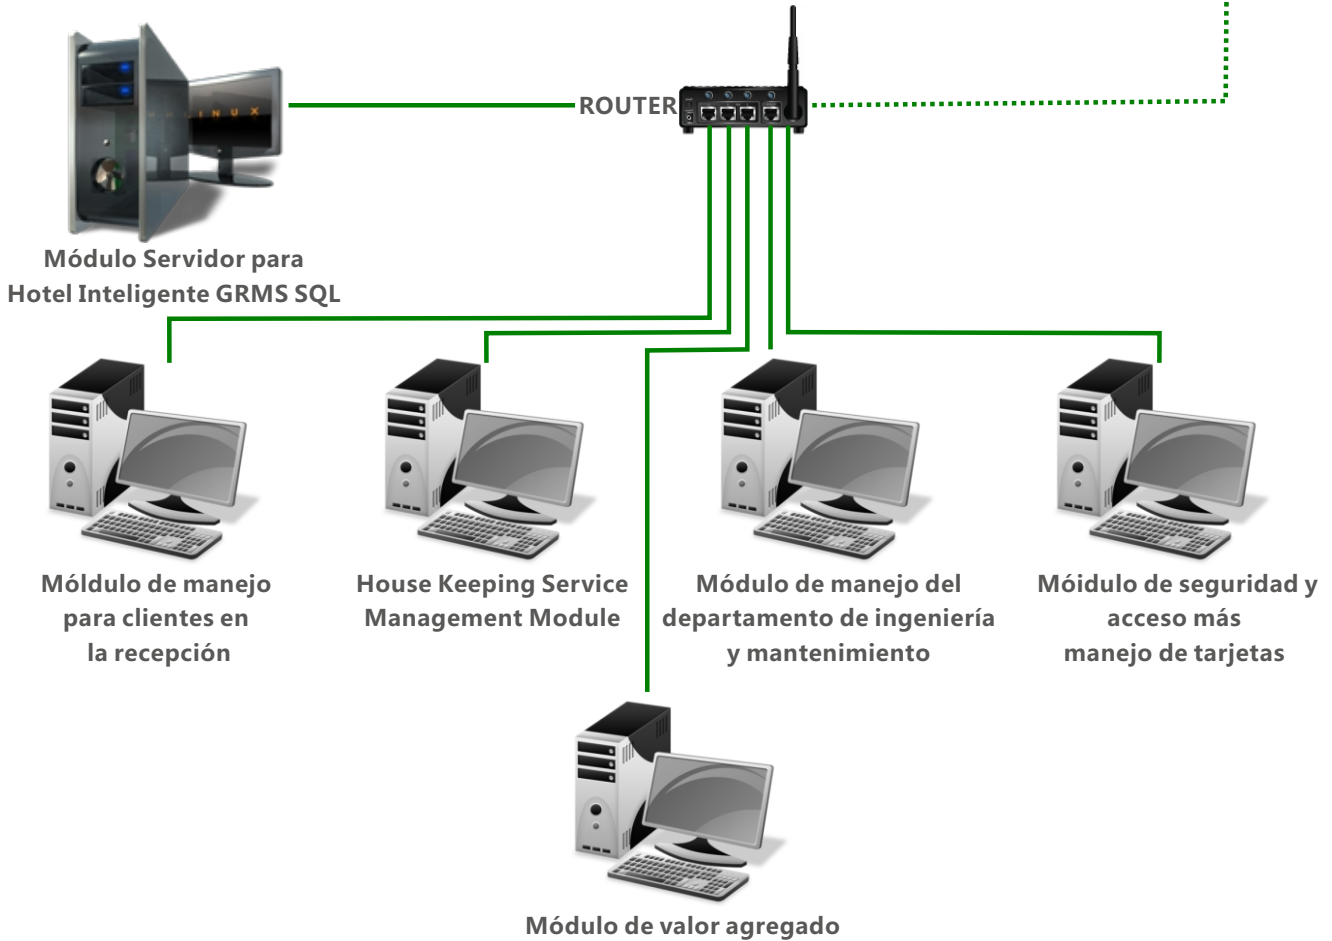 ROUTER
Módulo Servidor para
Hotel Inteligente GRMS SQL
Móldulo de manejo
para clientes en
la recepción
House Keeping Service
Management Module
Módulo de manejo del
departamento de ingeniería
y mantenimiento
Móidulo de seguridad y
acceso más
manejo de tarjetas
Módulo de valor agregado